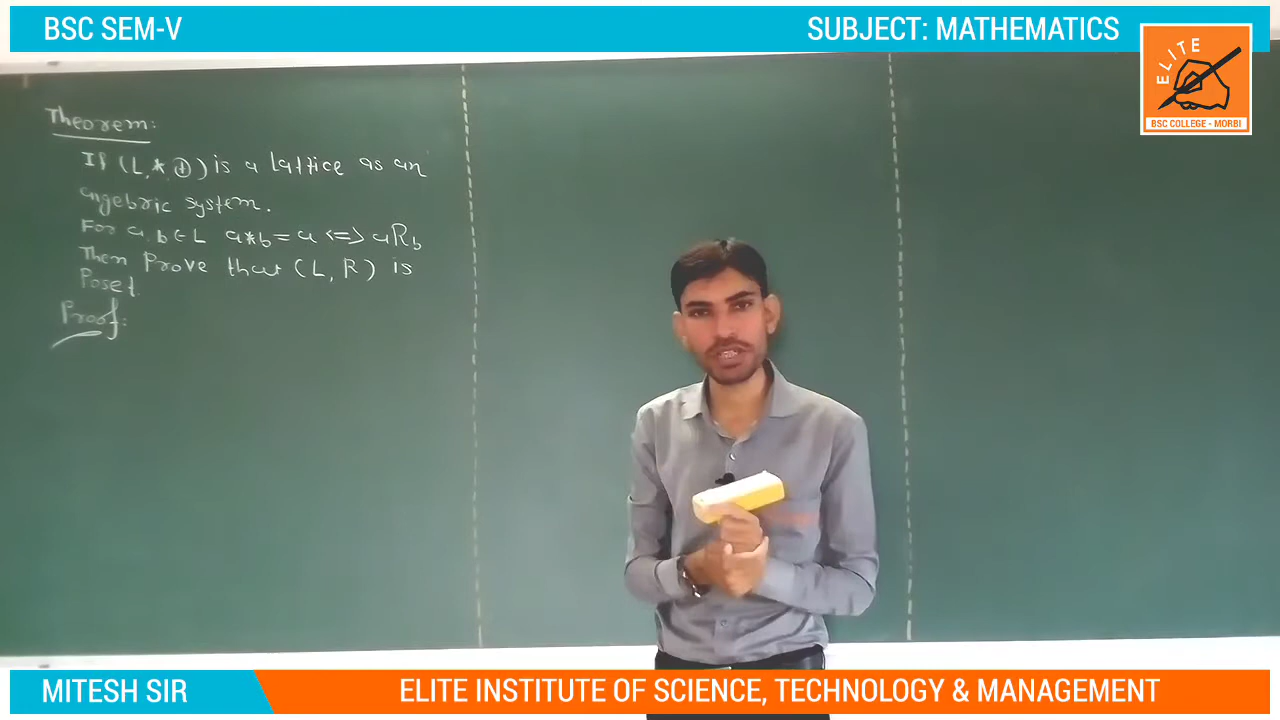 BSC SEM-V
SUBJECT: MATHEMATICS
ELITE
BSC COLLEGE - MORBI
Theorem:
If (L, *, ⊕) is a Lattice as an
algebric system.
For a, b ∈ L a*b = a <=> aRb
Then Prove that (L, R) is
Poset.
Proof:
MITESH SIR
ELITE INSTITUTE OF SCIENCE, TECHNOLOGY & MANAGEMENT